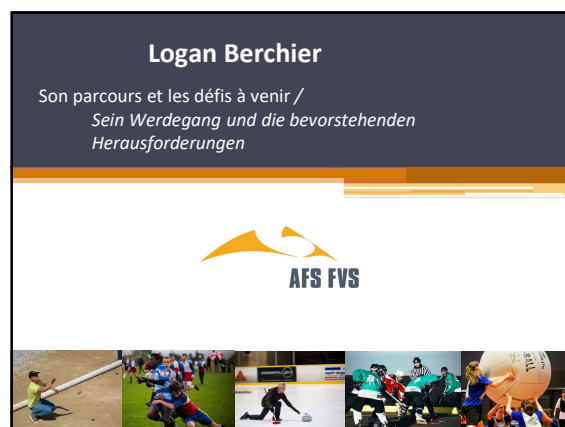 Logan Berchier
Son parcours et les défis à venir /
Sein Werdegang und die bevorstehenden
Herausforderungen
AFS FVS